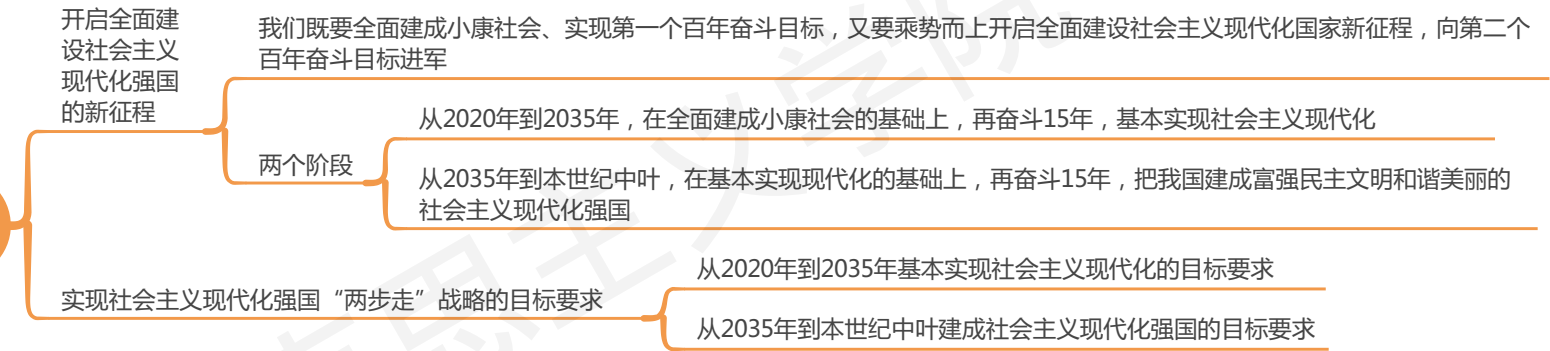 开启全面建
设社会主义
现代化强国
的新征程
我们既要全面建成小康社会、实现第一个百年奋斗目标，又要乘势而上开启全面建设社会主义现代化国家新征程，向第二个
百年奋斗目标进军
两个阶段
从2020年到2035年，在全面建成小康社会的基础上，再奋斗15年，基本实现社会主义现代化
从2035年到本世纪中叶，在基本实现现代化的基础上，再奋斗15年，把我国建成富强民主文明和谐美丽的
社会主义现代化强国
实现社会主义现代化强国“两步走”战略的目标要求
从2020年到2035年基本实现社会主义现代化的目标要求
从2035年到本世纪中叶建成社会主义现代化强国的目标要求
思主义学院